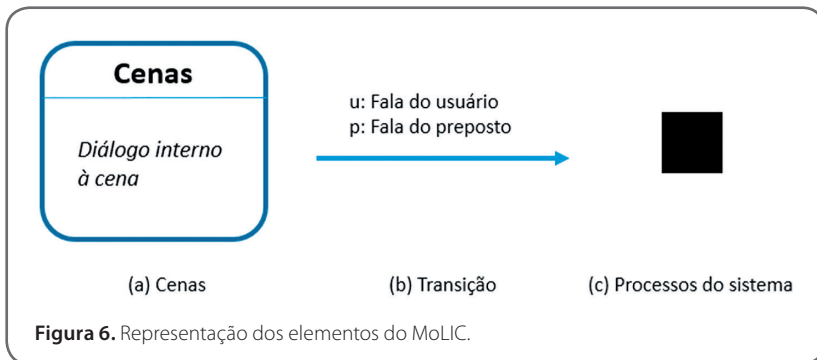 Cenas
Diálogo interno
à cena
u: Fala do usuário
p: Fala do preposto
(a) Cenas
(b) Transição
(c) Processos do sistema
Figura 6. Representação dos elementos do MoLIC.